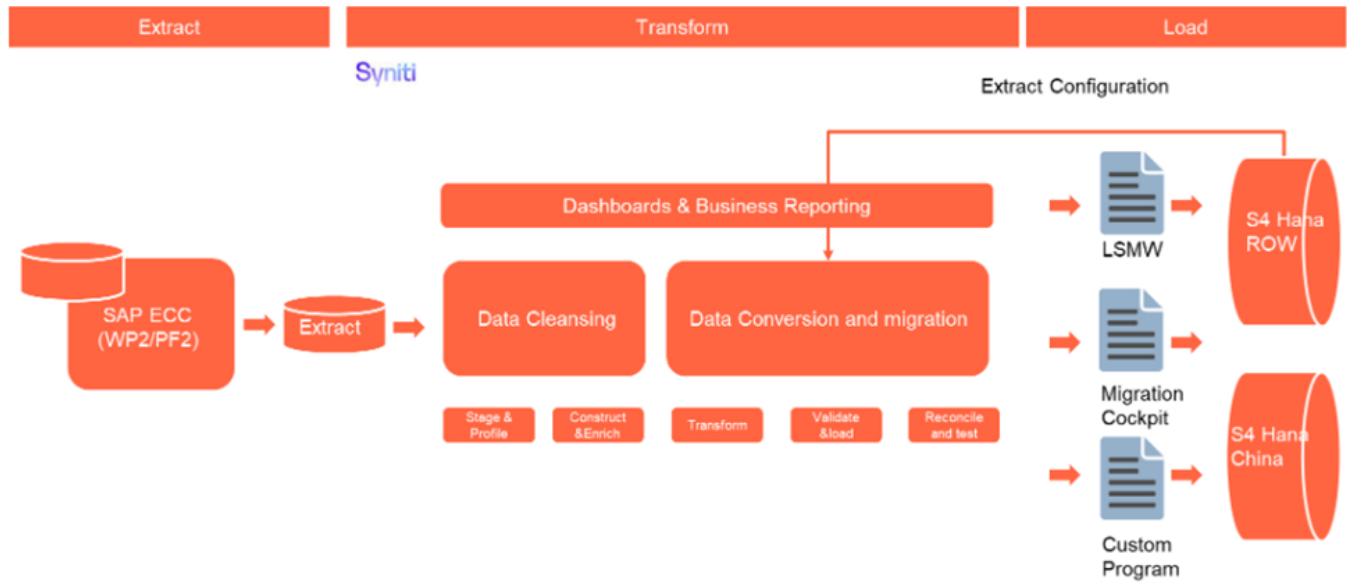 Extract
Transform
Load
Syniti
Extract Configuration
Dashboards & Business Reporting
SAP ECC
(WP2/PF2)
Extract
Data Cleansing
Data Conversion and migration
Stage &
Profile
Construct
&Enrich
Transform
Validate
&load
Reconcile
and test
LSMW
Migration
Cockpit
Custom
Program
S4 Hana
ROW
S4 Hana
China